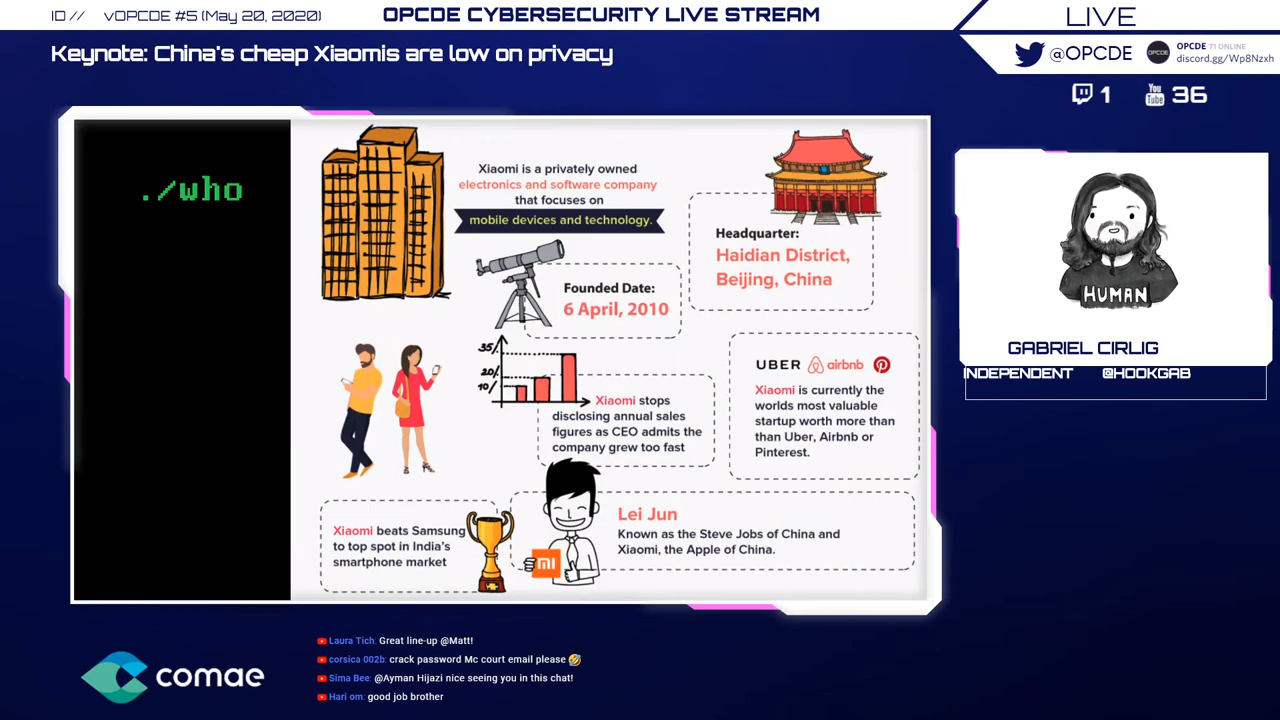 ID // vOPCDE #5 (May 20, 2020)
OPCDE CYBERSECURITY LIVE STREAM
LIVE
Keynote: China's cheap Xiaomis are low on privacy
@OPCDE
OPCDE
OPCDE 71 ONLINE
discord.gg/Wp8Nzxh
1
You
Tube
36
./who
Xiaomi is a privately owned
electronics and software company
that focuses on
mobile devices and technology.
Headquarter:
Haidian District,
Beijing, China
Founded Date:
6 April, 2010
35%
20%
10%
Xiaomi stops
disclosing annual sales
figures as CEO admits the
company grew too fast
UBER airbnb
Xiaomi is currently the
worlds most valuable
startup worth more than
than Uber, Airbnb or
Pinterest.
Xiaomi beats Samsung
to top spot in India's
smartphone market
Lei Jun
Known as the Steve Jobs of China and
Xiaomi, the Apple of China.
mi
HUMAN
GABRIEL CIRLIG
INDEPENDENT @HOOKGAB
comae
Laura Tich: Great line-up @Matt!
corsica 002b: crack password Mc court email please 🤣
Sima Bee: @Ayman Hijazi nice seeing you in this chat!
Hari om: good job brother